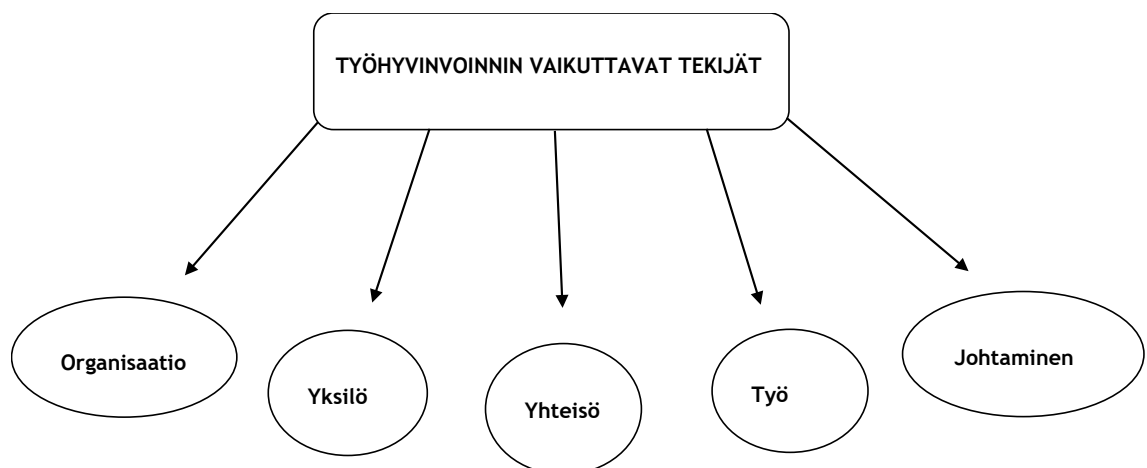 TYÖHYVINVOINNIN VAIKUTTAVAT TEKIJÄT
Organisaatio
Yksilö
Yhteisö
Työ
Johtaminen